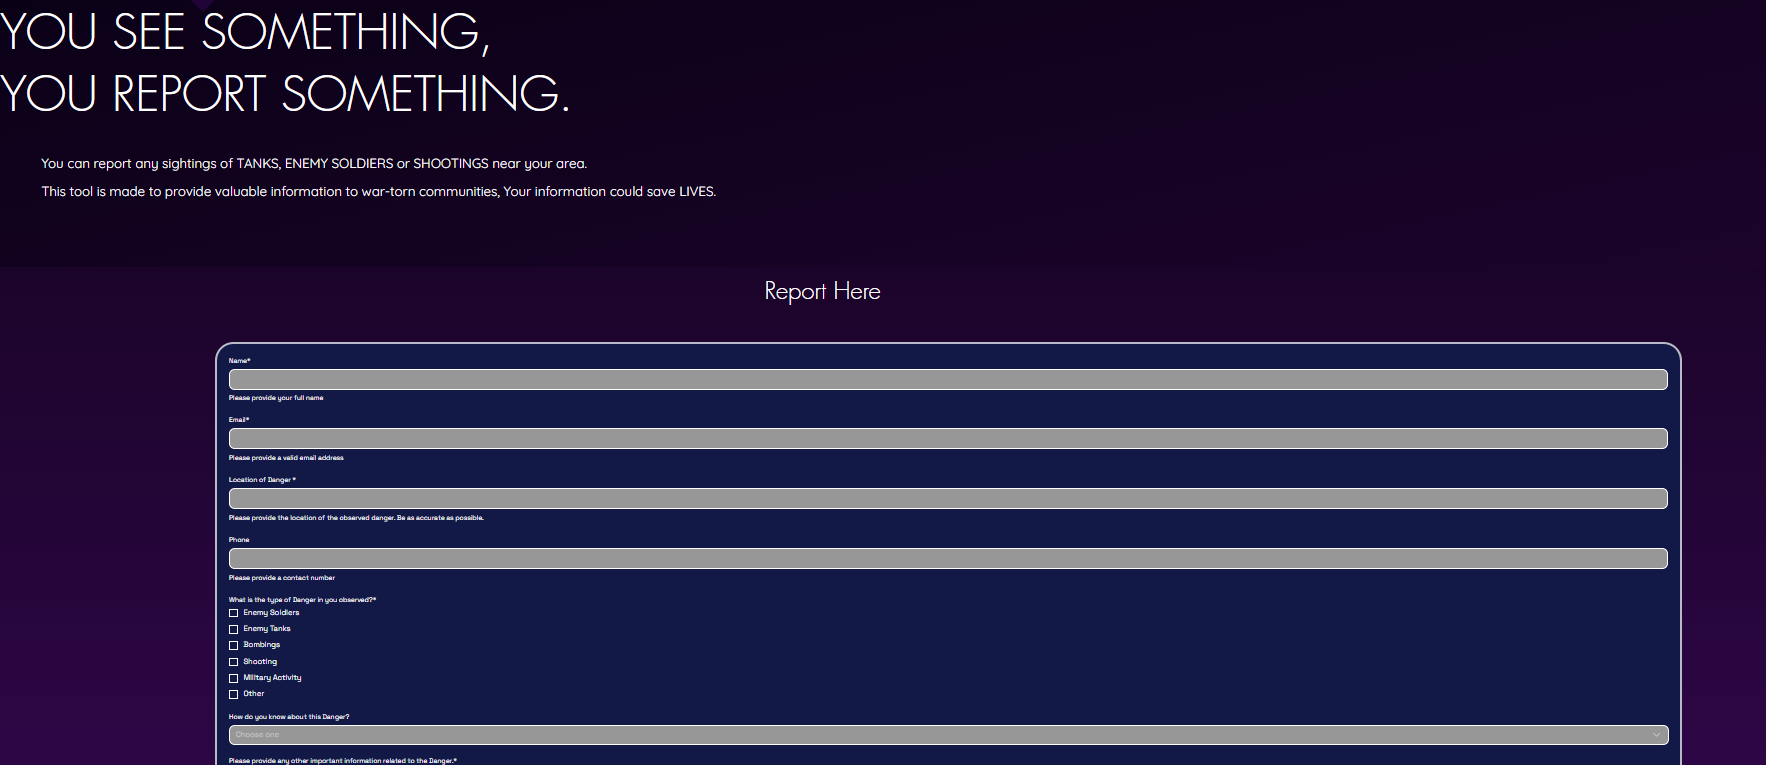 YOU SEE SOMETHING,
YOU REPORT SOMETHING.
You can report any sightings of TANKS, ENEMY SOLDIERS or SHOOTINGS near your area.
This tool is made to provide valuable information to war-torn communities, Your information could save LIVES.
Report Here
Name*
Please provide your full name
Email*
Please provide a valid email address
Location of Danger *
Please provide the location of the observed danger. Be as accurate as possible.
Phone
Please provide a contact number
What is the type of Danger in you observed?*
Enemy Soldiers
Enemy Tanks
Bombings
Shooting
Military Activity
Other
How do you know about this Danger?
Choose one
Please provide any other important information related to the Danger.*